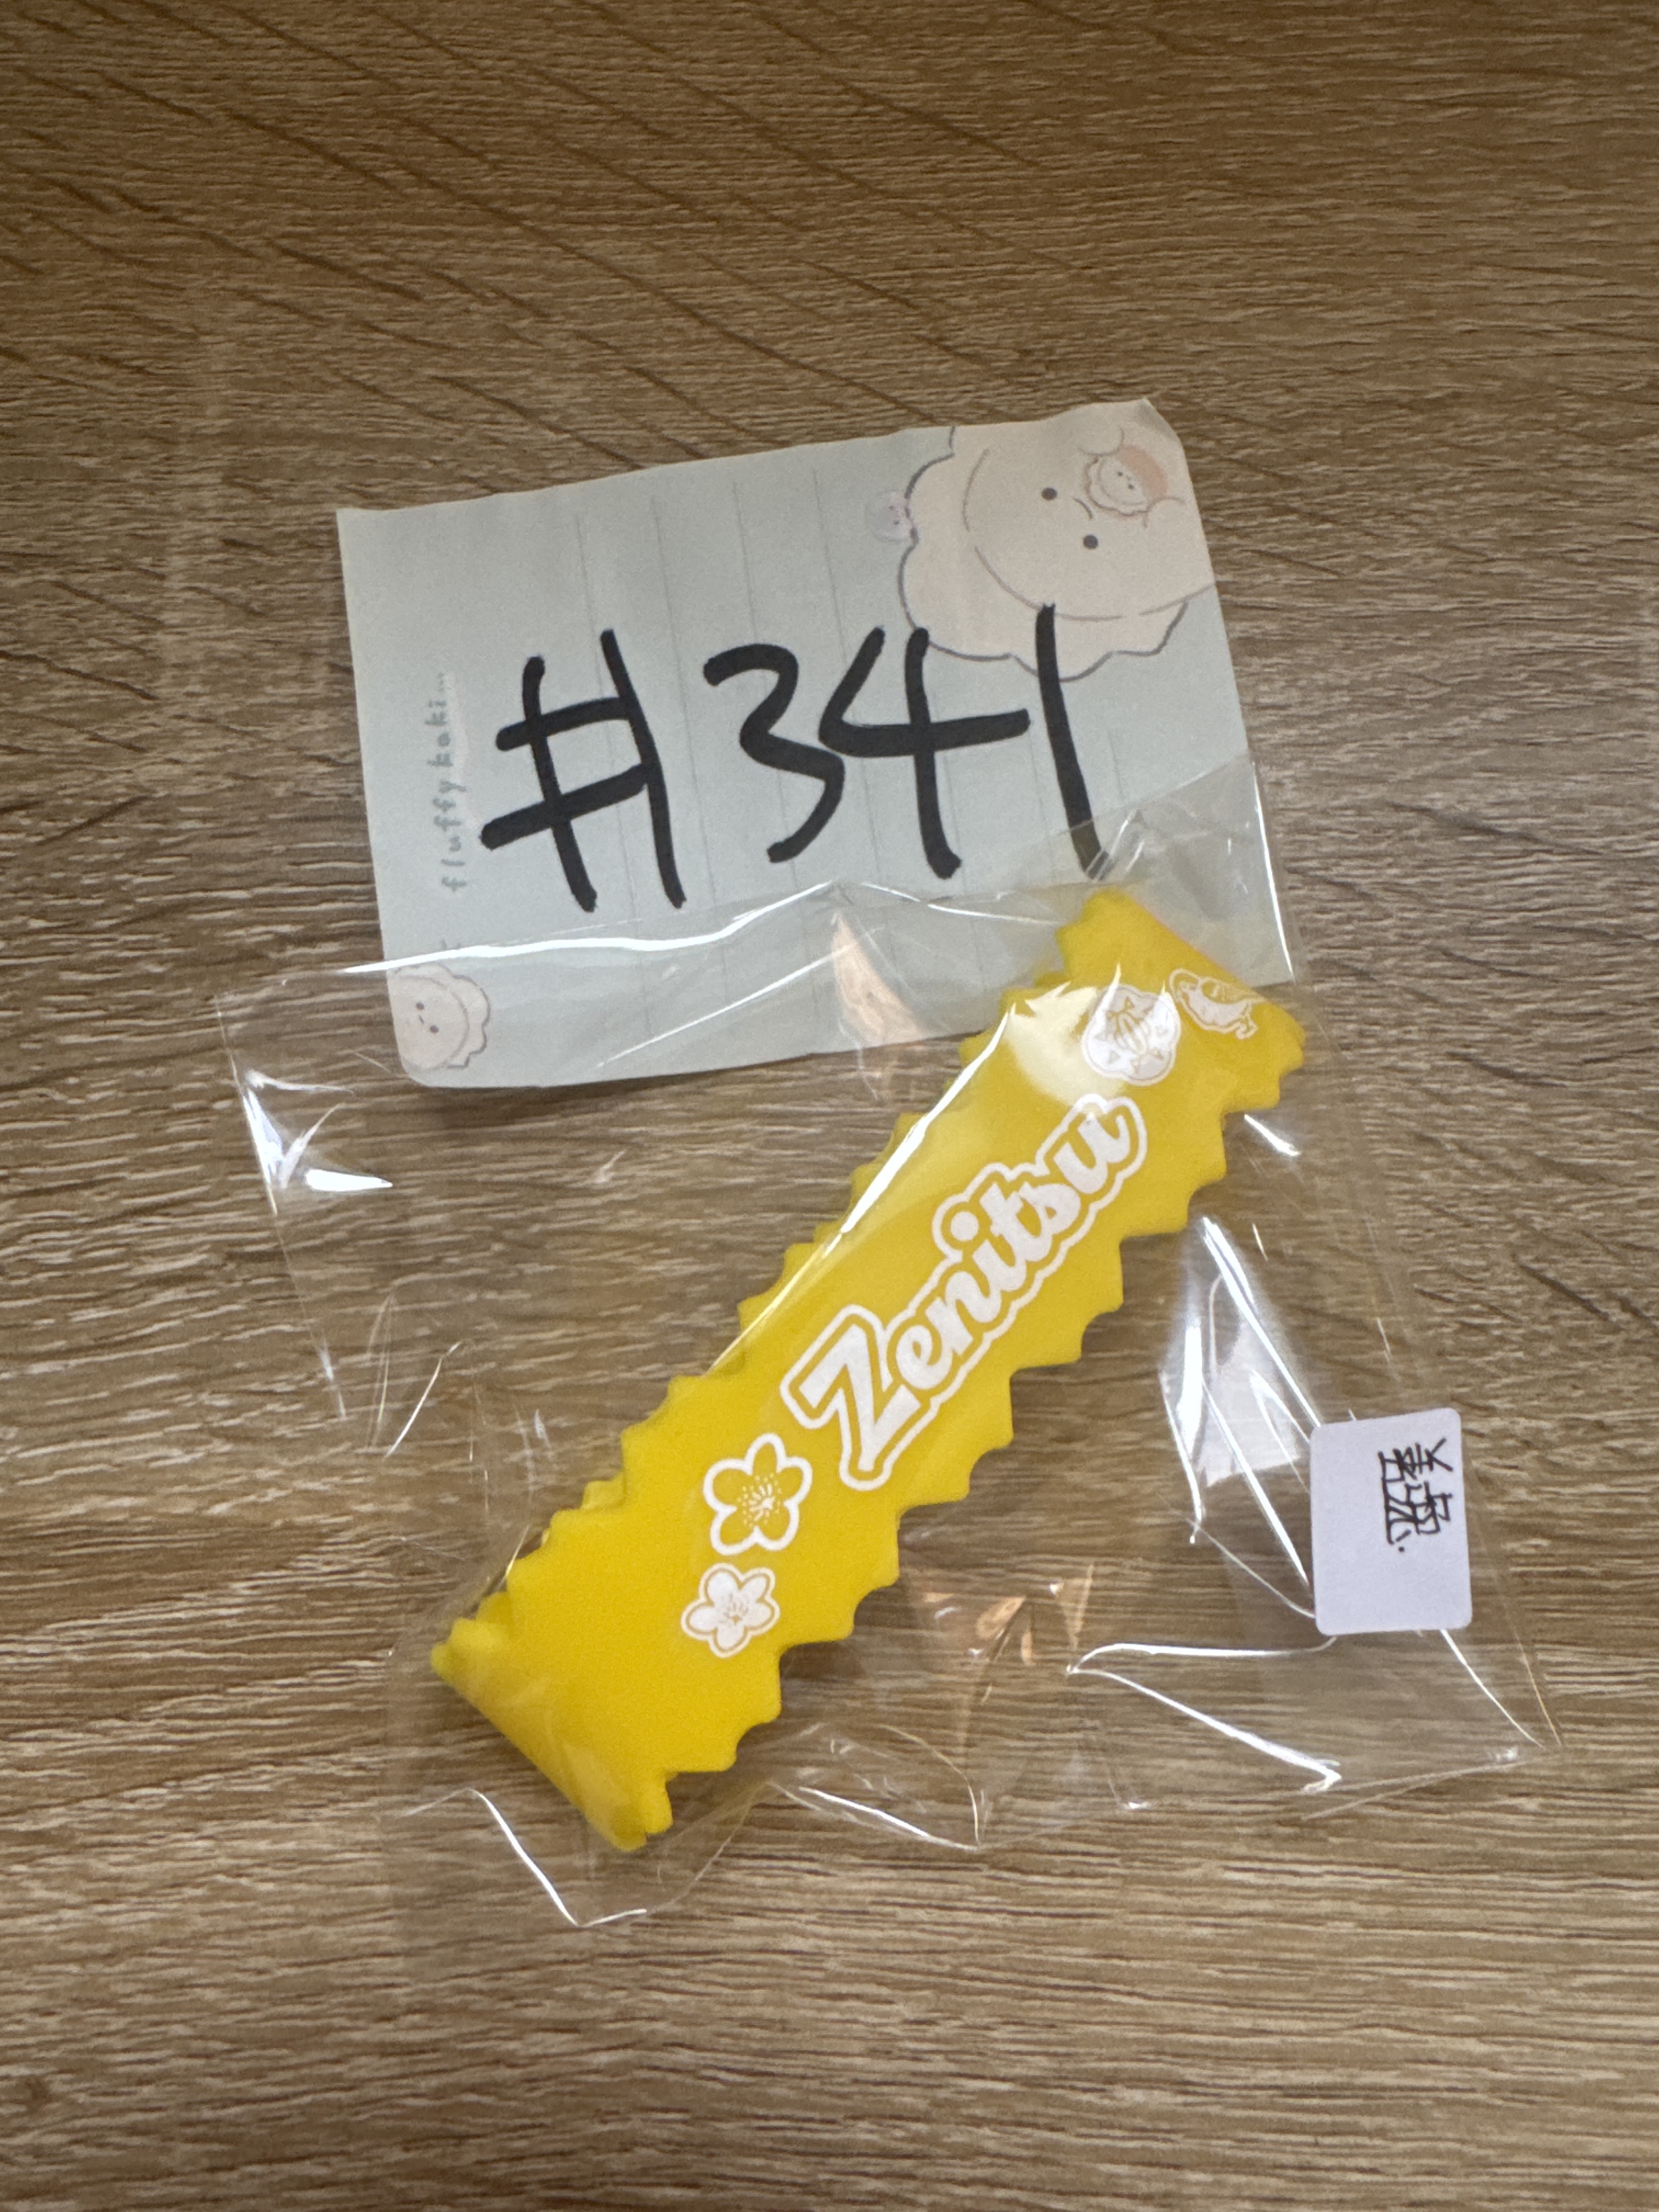 #341
fluffy kaki...
Zenitsu